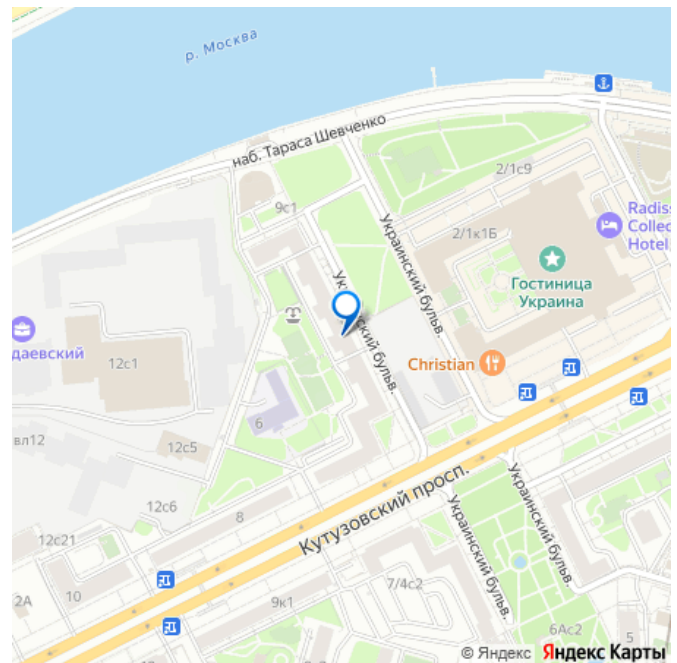 р. Москва
наб. Тараса Шевченко
2/1с9
9с1
Украинский бульв.
2/1к1Б
Radiss
Collec
Hotel
Гостиница
Украина
Украинский бульв.
Christian
даевский
12с1
6
вл12
12с5
12с6
8
Кутузовский просп.
12с21
10
2А
9к1
7/4с2
Украинский бульв.
Украинский бульв.
6Ас2
5
© Яндекс Яндекс Карты